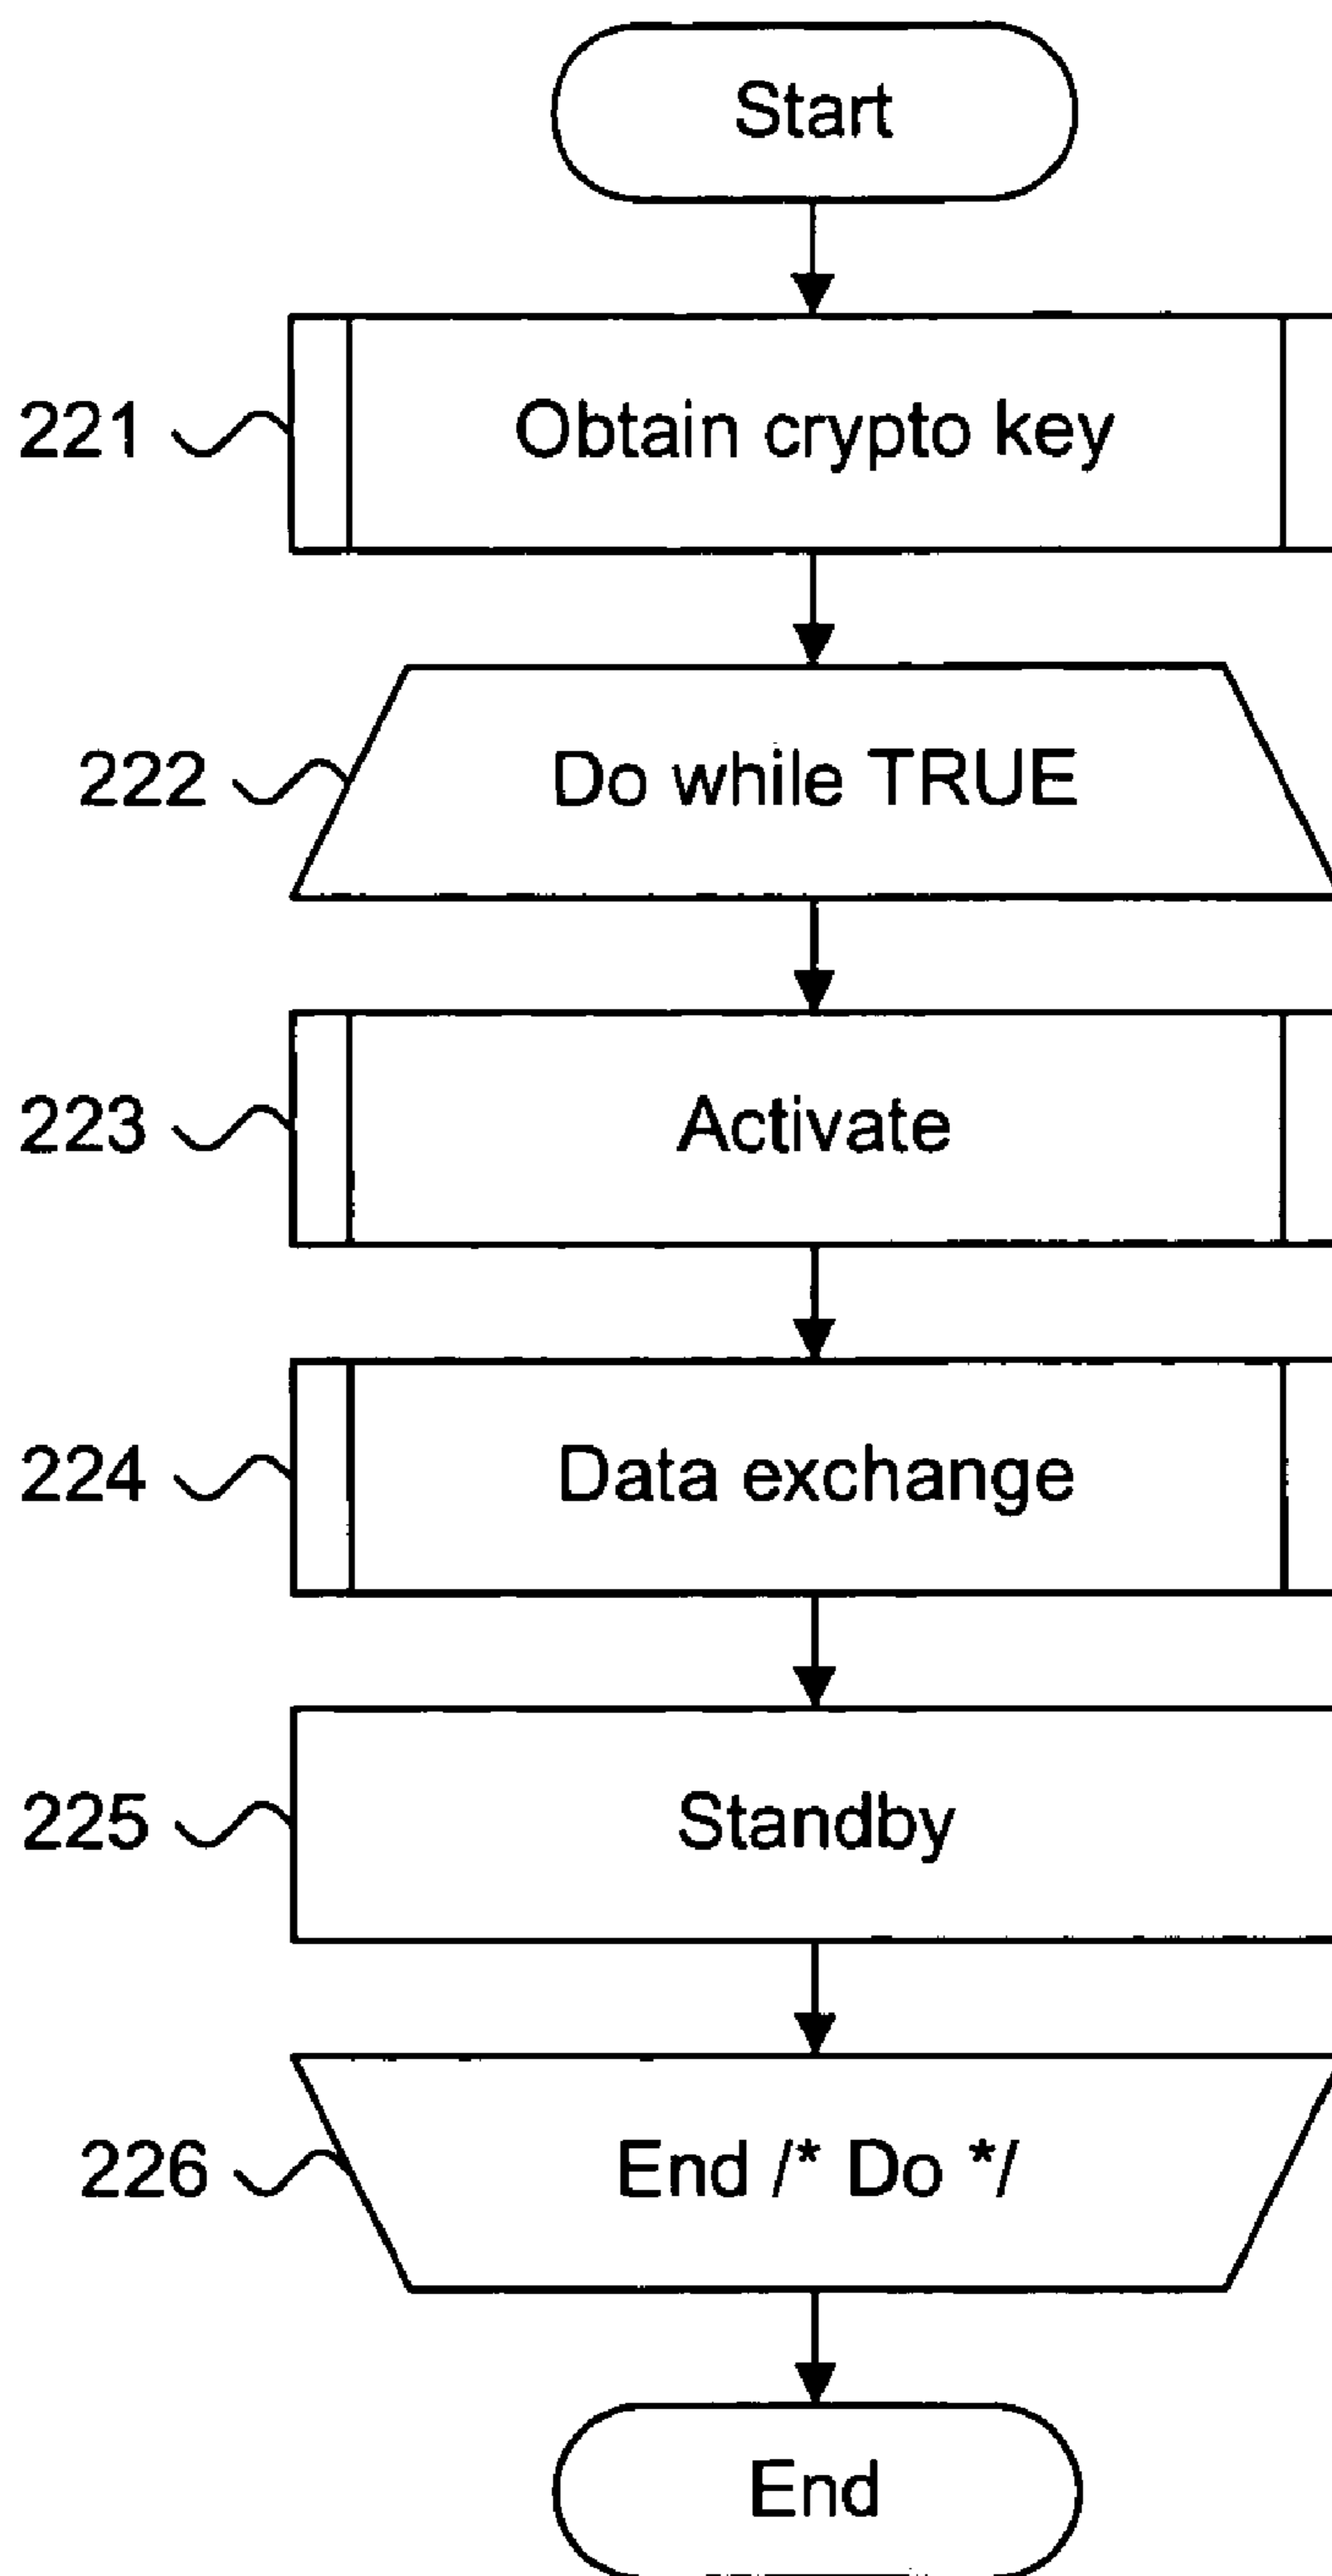 Start
221 Obtain crypto key
222 Do while TRUE
223 Activate
224 Data exchange
225 Standby
226 End /* Do */
End